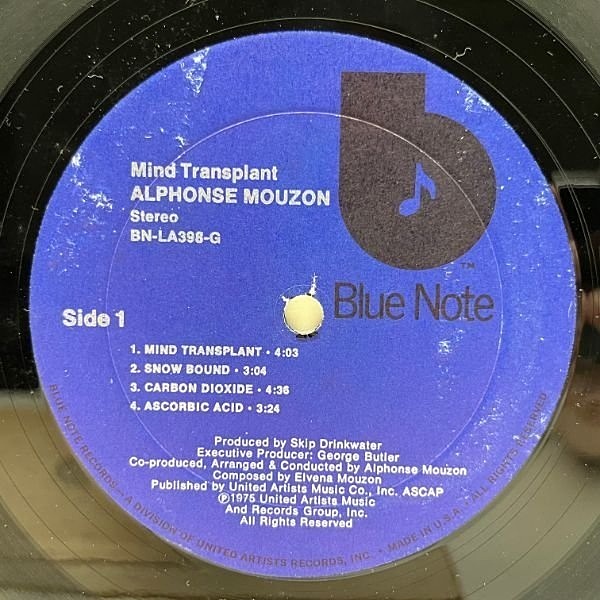 Mind Transplant
ALPHONSE MOUZON
Stereo
BN-LA398-G
b
™
Blue Note
Side 1
1. MIND TRANSPLANT • 4:03
2. SNOW BOUND • 3:04
3. CARBON DIOXIDE • 4:36
4. ASCORBIC ACID • 3:24
Produced by Skip Drinkwater
Executive Producer: George Butler
Co-produced, Arranged & Conducted by Alphonse Mouzon
Composed by Elvena Mouzon
Published by United Artists Music Co., Inc. ASCAP
℗1975 United Artists Music
And Records Group, Inc.
All Rights Reserved
BLUE NOTE RECORDS—A DIVISION OF UNITED ARTISTS RECORDS, INC. • MADE IN U.S.A. • ALL RIGHTS RESERVED